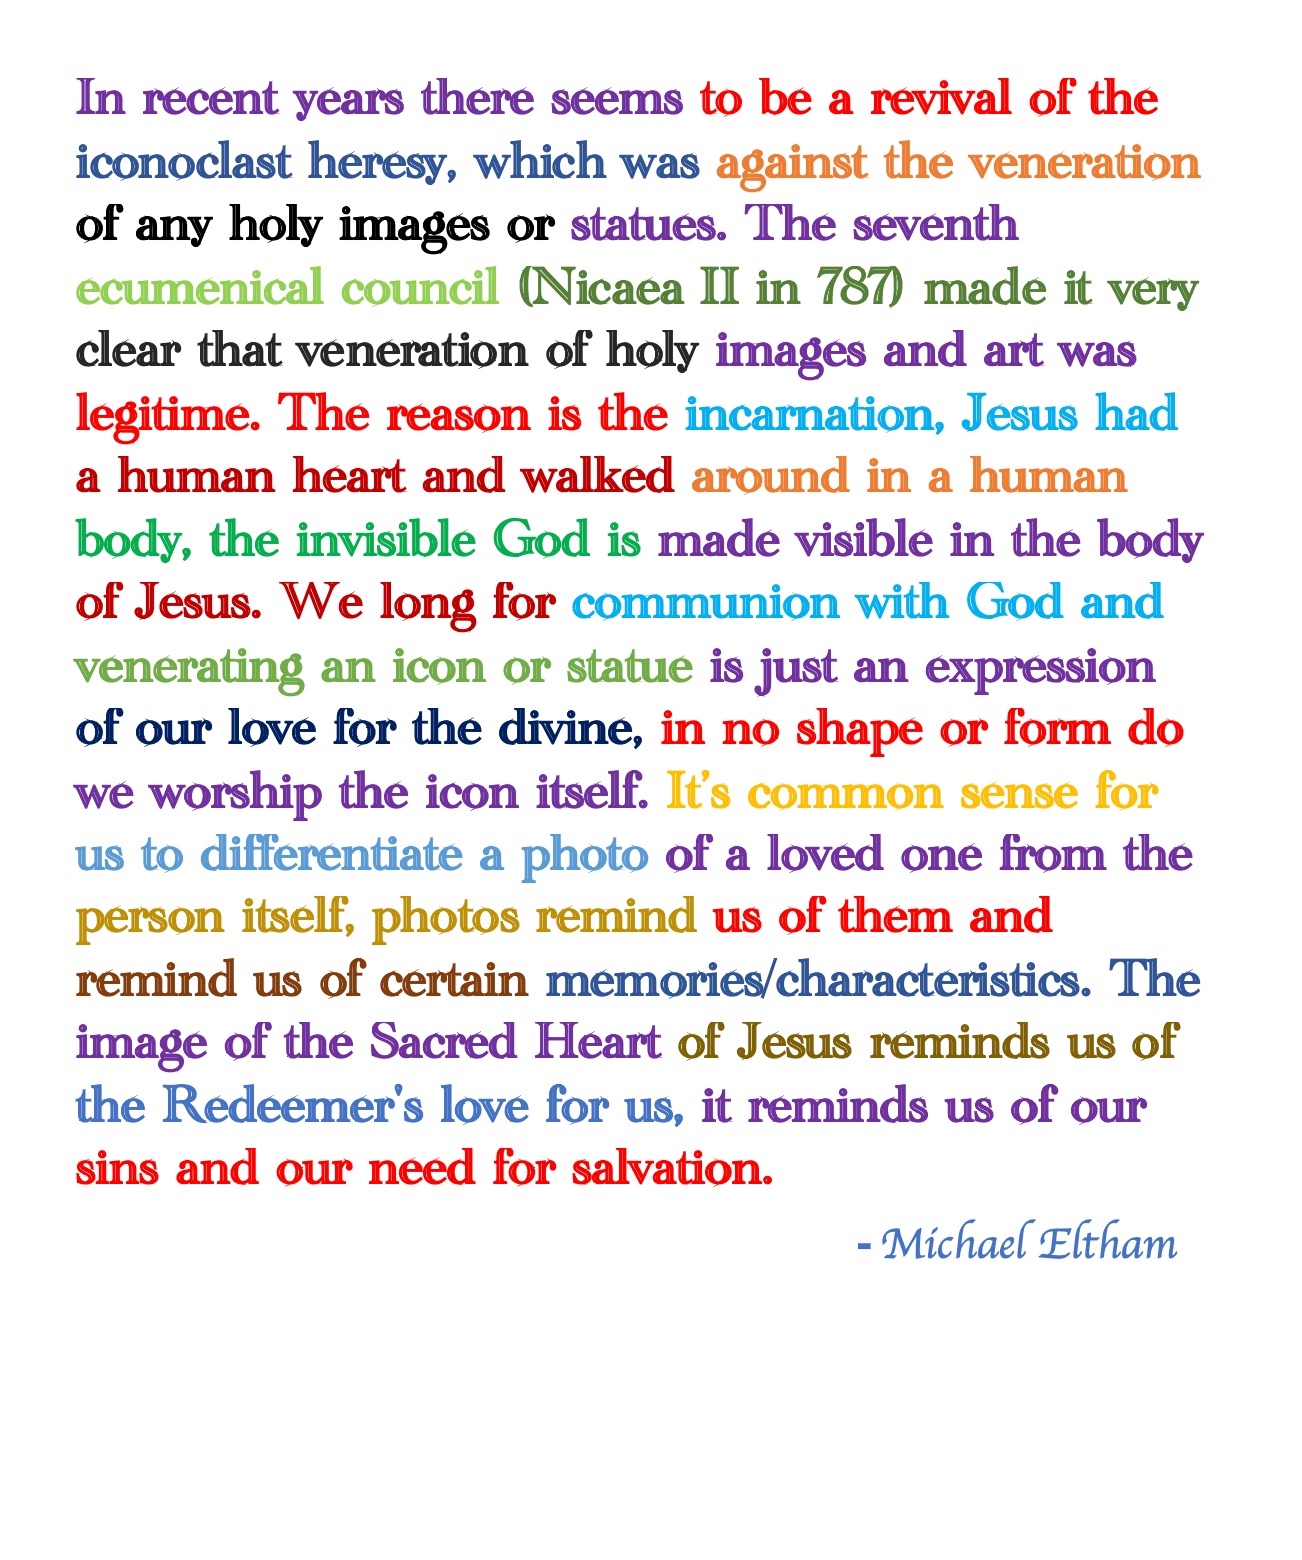 In recent years there seems to be a revival of the
iconoclast heresy, which was against the veneration
of any holy images or statues. The seventh
ecumenical council (Nicaea II in 787) made it very
clear that veneration of holy images and art was
legitime. The reason is the incarnation, Jesus had
a human heart and walked around in a human
body, the invisible God is made visible in the body
of Jesus. We long for communion with God and
venerating an icon or statue is just an expression
of our love for the divine, in no shape or form do
we worship the icon itself. It’s common sense for
us to differentiate a photo of a loved one from the
person itself, photos remind us of them and
remind us of certain memories/characteristics. The
image of the Sacred Heart of Jesus reminds us of
the Redeemer's love for us, it reminds us of our
sins and our need for salvation.
- Michael Eltham